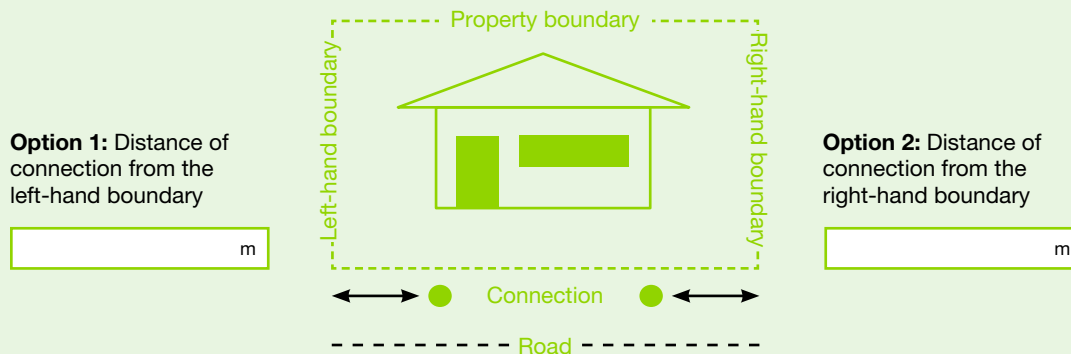 Property boundary
Left-hand boundary
Right-hand boundary
Option 1: Distance of
connection from the
left-hand boundary
m
Option 2: Distance of
connection from the
right-hand boundary
m
Connection
Road